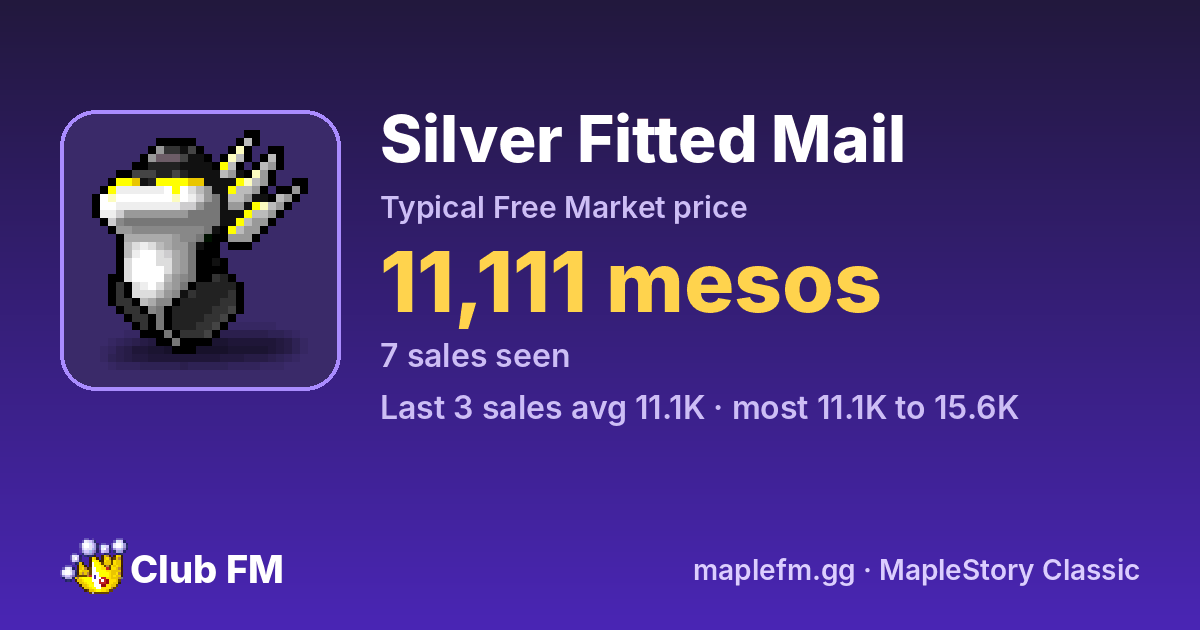 Silver Fitted Mail
Typical Free Market price
11,111 mesos
7 sales seen
Last 3 sales avg 11.1K · most 11.1K to 15.6K
Club FM
maplefm.gg · MapleStory Classic